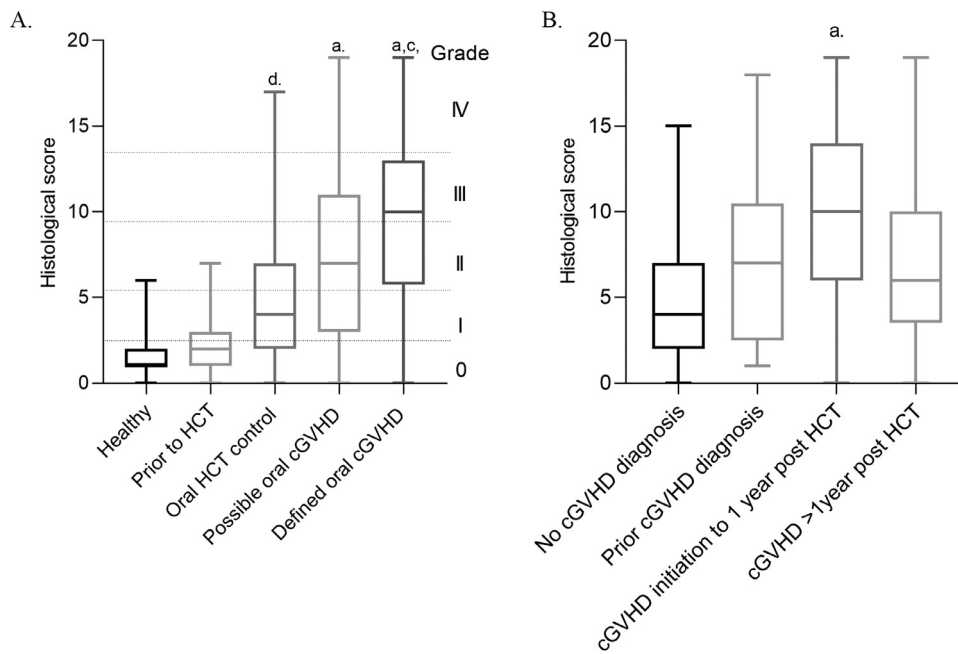 A.
20
15
10
5
0
Histological score
d.
a.
a,c,
Grade
Ⅳ
Ⅲ
Ⅱ
Ⅰ
0
Healthy
Prior to HCT
Oral HCT control
Possible oral cGVHD
Defined oral cGVHD
B.
20
15
10
5
0
Histological score
a.
No cGVHD diagnosis
Prior cGVHD diagnosis
cGVHD initiation to 1 year post HCT
cGVHD >1year post HCT